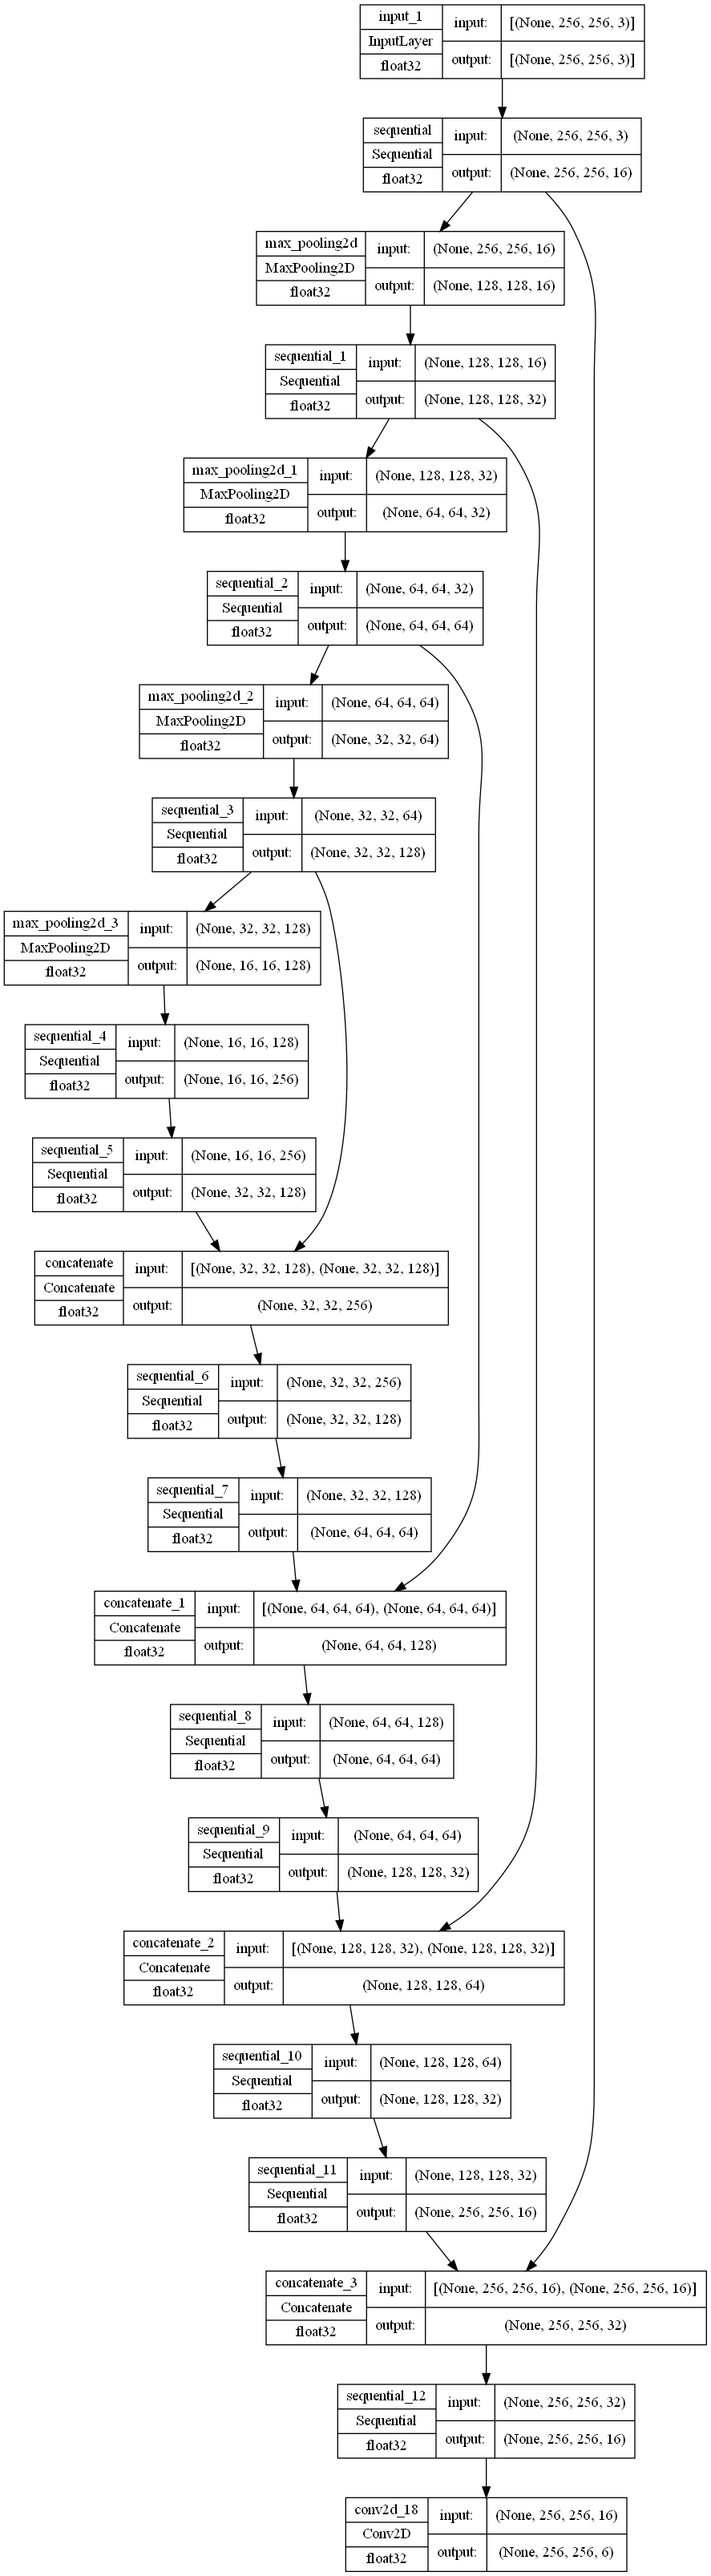 input_1
InputLayer
float32
input:
[(None, 256, 256, 3)]
output:
[(None, 256, 256, 3)]
sequential
Sequential
float32
input:
(None, 256, 256, 3)
output:
(None, 256, 256, 16)
max_pooling2d
MaxPooling2D
float32
input:
(None, 256, 256, 16)
output:
(None, 128, 128, 16)
sequential_1
Sequential
float32
input:
(None, 128, 128, 16)
output:
(None, 128, 128, 32)
max_pooling2d_1
MaxPooling2D
float32
input:
(None, 128, 128, 32)
output:
(None, 64, 64, 32)
sequential_2
Sequential
float32
input:
(None, 64, 64, 32)
output:
(None, 64, 64, 64)
max_pooling2d_2
MaxPooling2D
float32
input:
(None, 64, 64, 64)
output:
(None, 32, 32, 64)
sequential_3
Sequential
float32
input:
(None, 32, 32, 64)
output:
(None, 32, 32, 128)
max_pooling2d_3
MaxPooling2D
float32
input:
(None, 32, 32, 128)
output:
(None, 16, 16, 128)
sequential_4
Sequential
float32
input:
(None, 16, 16, 128)
output:
(None, 16, 16, 256)
sequential_5
Sequential
float32
input:
(None, 16, 16, 256)
output:
(None, 32, 32, 128)
concatenate
Concatenate
float32
input:
[(None, 32, 32, 128), (None, 32, 32, 128)]
output:
(None, 32, 32, 256)
sequential_6
Sequential
float32
input:
(None, 32, 32, 256)
output:
(None, 32, 32, 128)
sequential_7
Sequential
float32
input:
(None, 32, 32, 128)
output:
(None, 64, 64, 64)
concatenate_1
Concatenate
float32
input:
[(None, 64, 64, 64), (None, 64, 64, 64)]
output:
(None, 64, 64, 128)
sequential_8
Sequential
float32
input:
(None, 64, 64, 128)
output:
(None, 64, 64, 64)
sequential_9
Sequential
float32
input:
(None, 64, 64, 64)
output:
(None, 128, 128, 32)
concatenate_2
Concatenate
float32
input:
[(None, 128, 128, 32), (None, 128, 128, 32)]
output:
(None, 128, 128, 64)
sequential_10
Sequential
float32
input:
(None, 128, 128, 64)
output:
(None, 128, 128, 32)
sequential_11
Sequential
float32
input:
(None, 128, 128, 32)
output:
(None, 256, 256, 16)
concatenate_3
Concatenate
float32
input:
[(None, 256, 256, 16), (None, 256, 256, 16)]
output:
(None, 256, 256, 32)
sequential_12
Sequential
float32
input:
(None, 256, 256, 32)
output:
(None, 256, 256, 16)
conv2d_18
Conv2D
float32
input:
(None, 256, 256, 16)
output:
(None, 256, 256, 6)